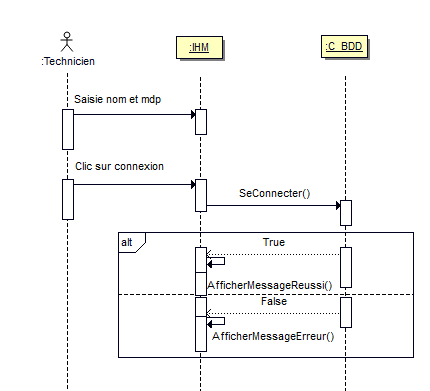 :Technicien
:IHM
:C_BDD
Saisie nom et mdp
Clic sur connexion
SeConnecter()
alt
True
AfficherMessageReussi()
False
AfficherMessageErreur()